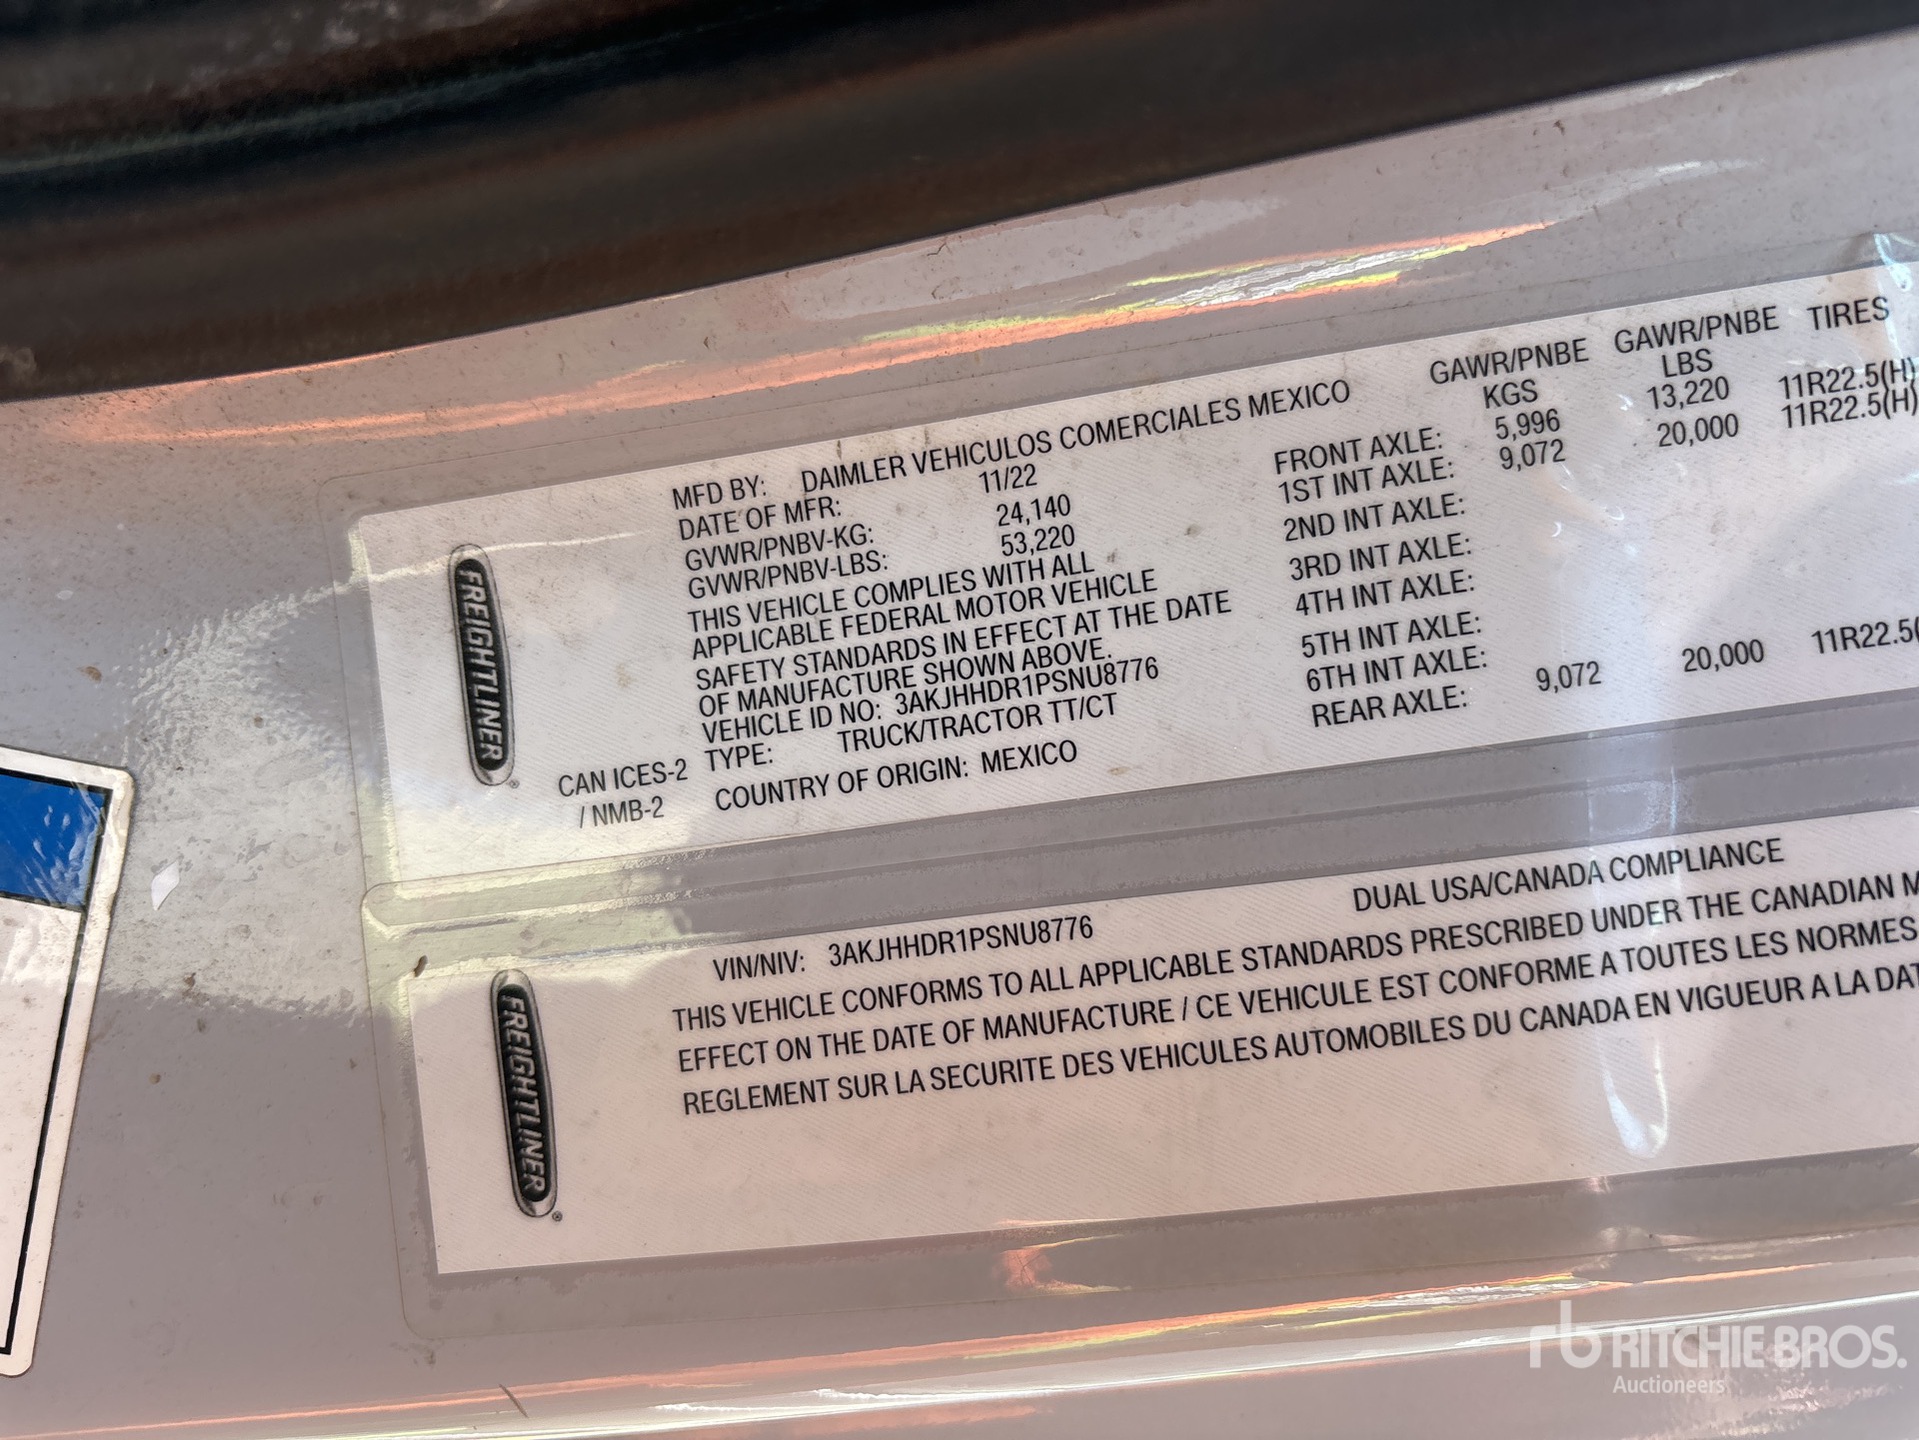 FREIGHTLINER
MFD BY: DAIMLER VEHICULOS COMERCIALES MEXICO
DATE OF MFR: 11/22
GVWR/PNBV-KG: 24,140
GVWR/PNBV-LBS: 53,220
THIS VEHICLE COMPLIES WITH ALL
APPLICABLE FEDERAL MOTOR VEHICLE
SAFETY STANDARDS IN EFFECT AT THE DATE
OF MANUFACTURE SHOWN ABOVE.
VEHICLE ID NO: 3AKJHHDR1PSNU8776
TYPE: TRUCK/TRACTOR TT/CT
COUNTRY OF ORIGIN: MEXICO
CAN ICES-2
/ NMB-2
GAWR/PNBE GAWR/PNBE TIRES
KGS LBS
FRONT AXLE: 5,996 13,220 11R22.5(H)
1ST INT AXLE: 9,072 20,000 11R22.5(H)
2ND INT AXLE:
3RD INT AXLE:
4TH INT AXLE:
5TH INT AXLE:
6TH INT AXLE:
REAR AXLE: 9,072 20,000 11R22.5(
FREIGHTLINER
DUAL USA/CANADA COMPLIANCE
VIN/NIV: 3AKJHHDR1PSNU8776
THIS VEHICLE CONFORMS TO ALL APPLICABLE STANDARDS PRESCRIBED UNDER THE CANADIAN M
EFFECT ON THE DATE OF MANUFACTURE / CE VEHICULE EST CONFORME A TOUTES LES NORMES
REGLEMENT SUR LA SECURITE DES VEHICULES AUTOMOBILES DU CANADA EN VIGUEUR A LA DAT
rb RITCHIE BROS.
Auctioneers